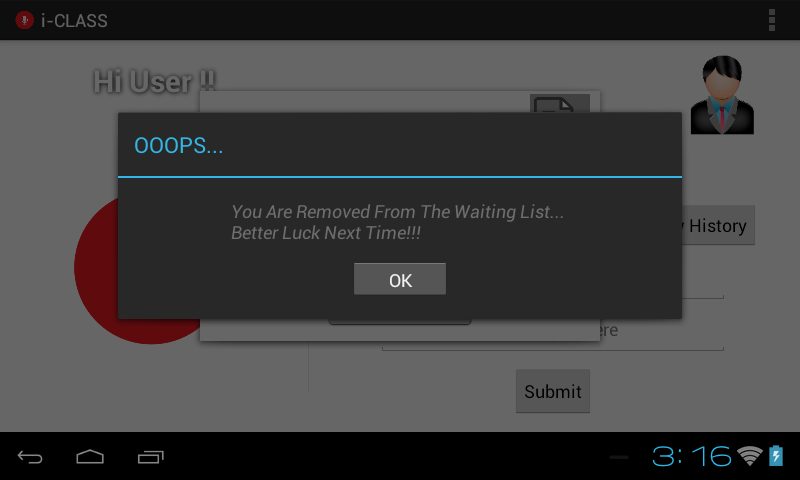 i-CLASS
Hi User !!
OOOPS...
You Are Removed From The Waiting List...
Better Luck Next Time!!!
History
OK
Submit
3:16